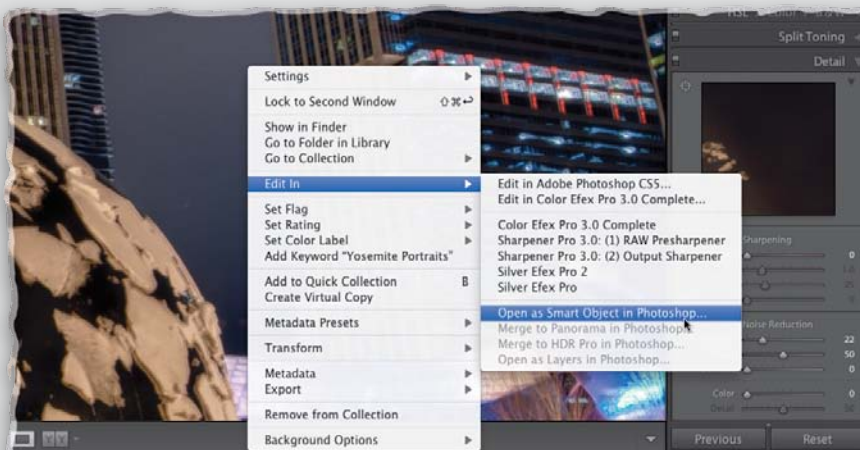 Split Toning
Detail
Settings
Lock to Second Window ⇧⌘↩
Show in Finder
Go to Folder in Library
Go to Collection
Edit In
Set Flag
Set Rating
Set Color Label
Add Keyword "Yosemite Portraits"
Add to Quick Collection B
Create Virtual Copy
Metadata Presets
Transform
Metadata
Export
Remove from Collection
Background Options
Edit in Adobe Photoshop CS5...
Edit in Color Efex Pro 3.0 Complete...
Color Efex Pro 3.0 Complete
Sharpener Pro 3.0: (1) RAW Presharpener
Sharpener Pro 3.0: (2) Output Sharpener
Silver Efex Pro 2
Silver Efex Pro
Open as Smart Object in Photoshop...
Merge to Panorama in Photoshop...
Merge to HDR Pro in Photoshop...
Open as Layers in Photoshop...
Sharpening
0
Noise Reduction
22
50
0
Color 0
Detail 50
Previous Reset